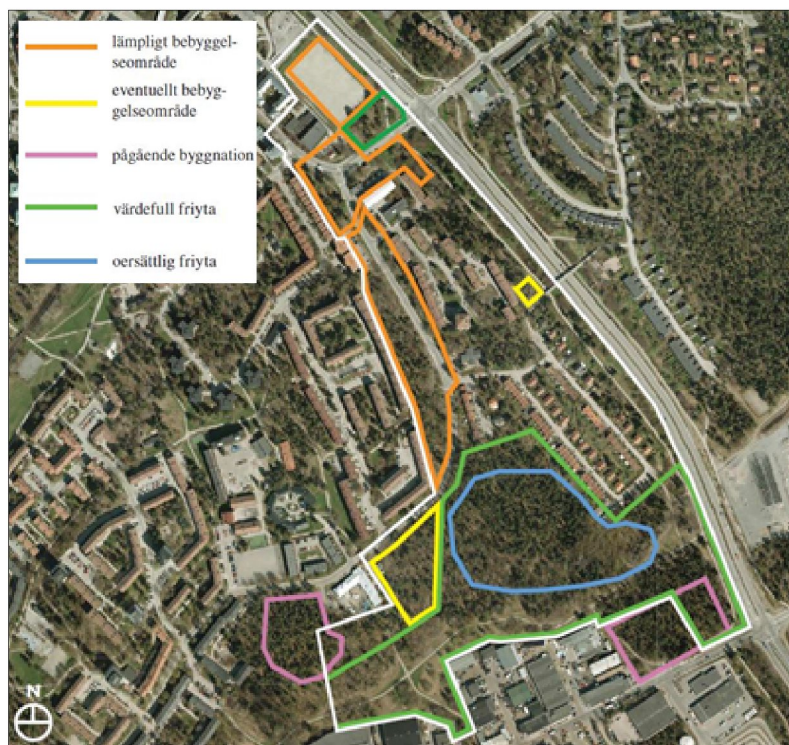 lämpligt bebyggel-
seområde
eventuellt bebyg-
gelseområde
pågående byggnation
värdefull friyta
oersättlig friyta
N